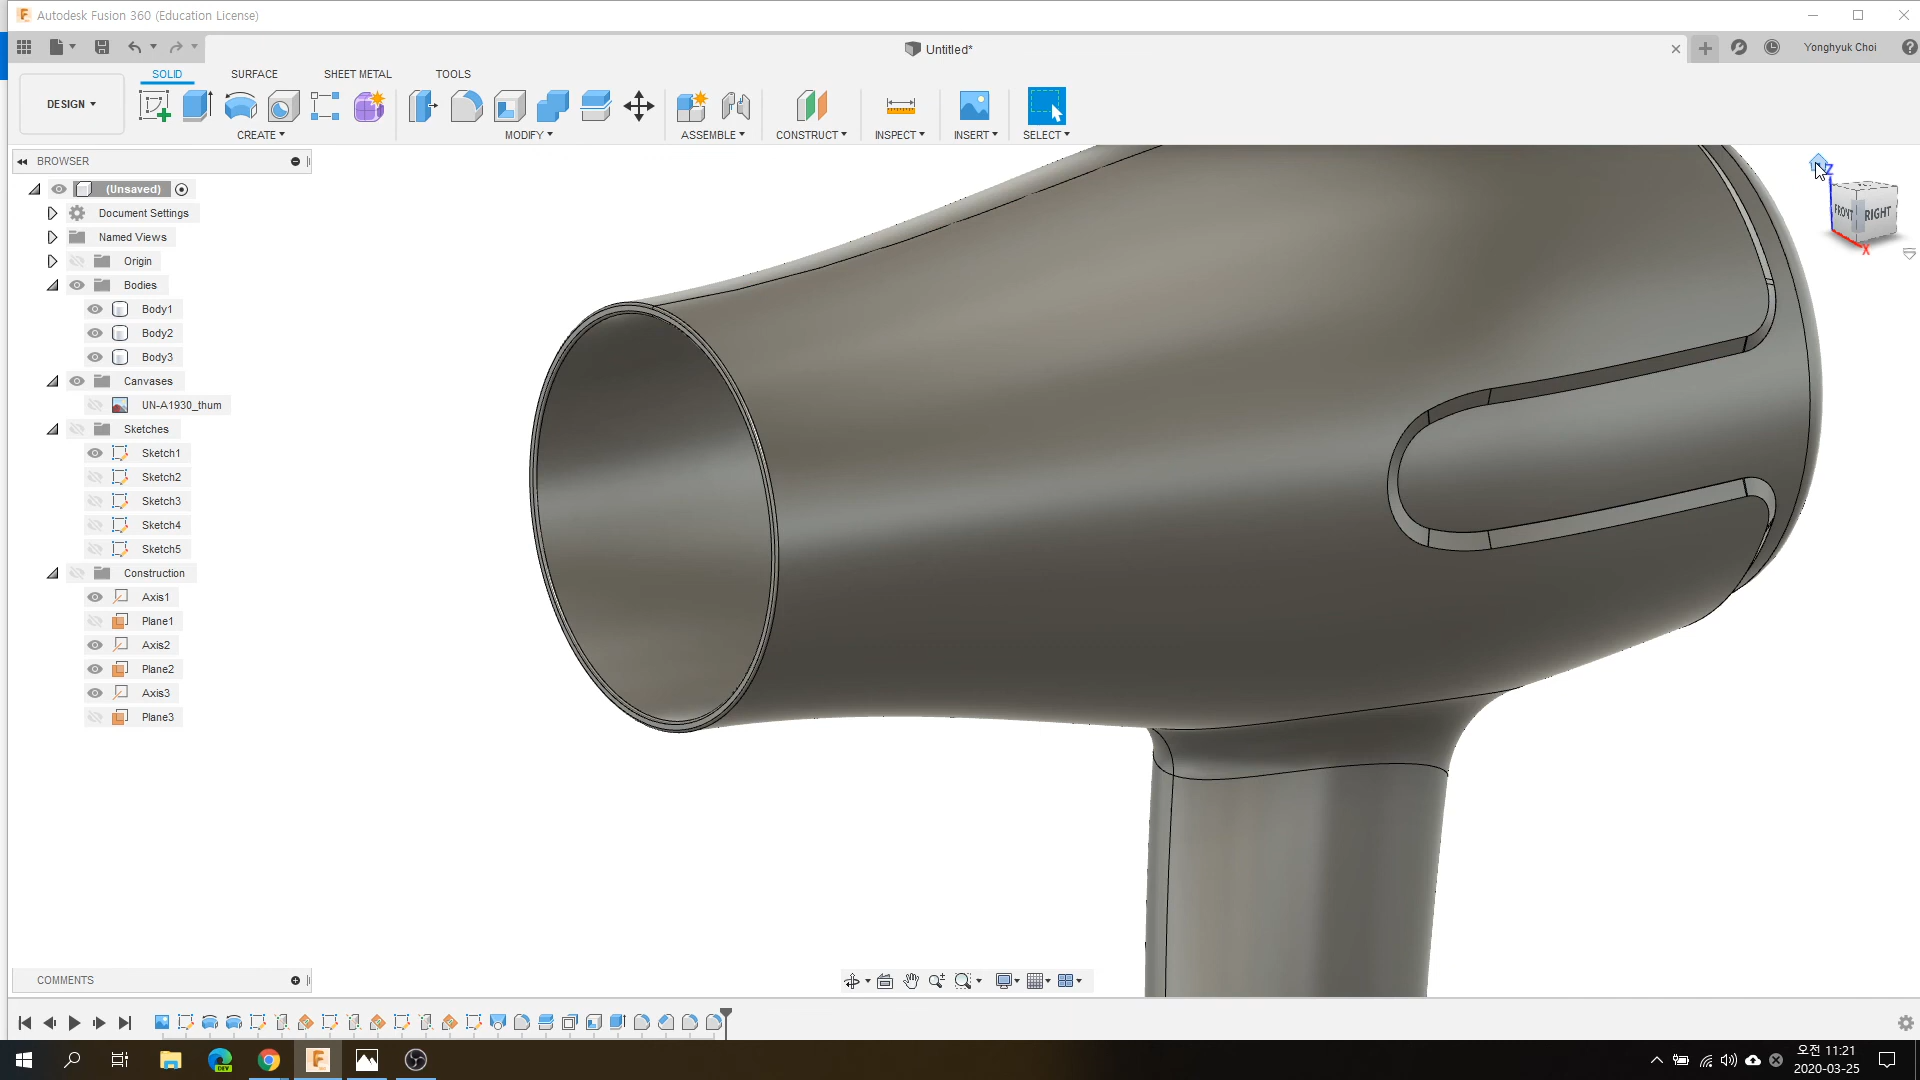 Autodesk Fusion 360 (Education License)
Untitled*
Yonghyuk Choi
SOLID
SURFACE
SHEET METAL
TOOLS
DESIGN
CREATE
MODIFY
ASSEMBLE
CONSTRUCT
INSPECT
INSERT
SELECT
BROWSER
(Unsaved)
Document Settings
Named Views
Origin
Bodies
Body1
Body2
Body3
Canvases
UN-A1930_thum
Sketches
Sketch1
Sketch2
Sketch3
Sketch4
Sketch5
Construction
Axis1
Plane1
Axis2
Plane2
Axis3
Plane3
Z
FRONT
RIGHT
X
COMMENTS
DEV
오전 11:21
2020-03-25